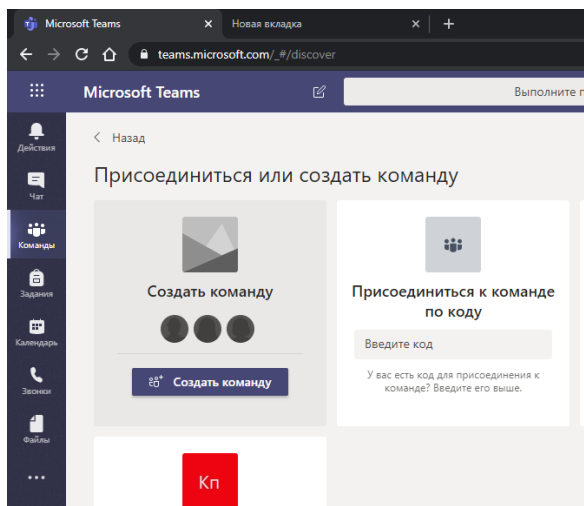 Microsoft Teams
Новая вкладка
teams.microsoft.com/_#/discover
Microsoft Teams
Выполните
Действия
Чат
Команды
Задания
Календарь
Звонки
Файлы
Назад
Присоединиться или создать команду
Создать команду
Создать команду
Присоединиться к команде
по коду
Введите код
У вас есть код для присоединения к
команде? Введите его выше.
Кп